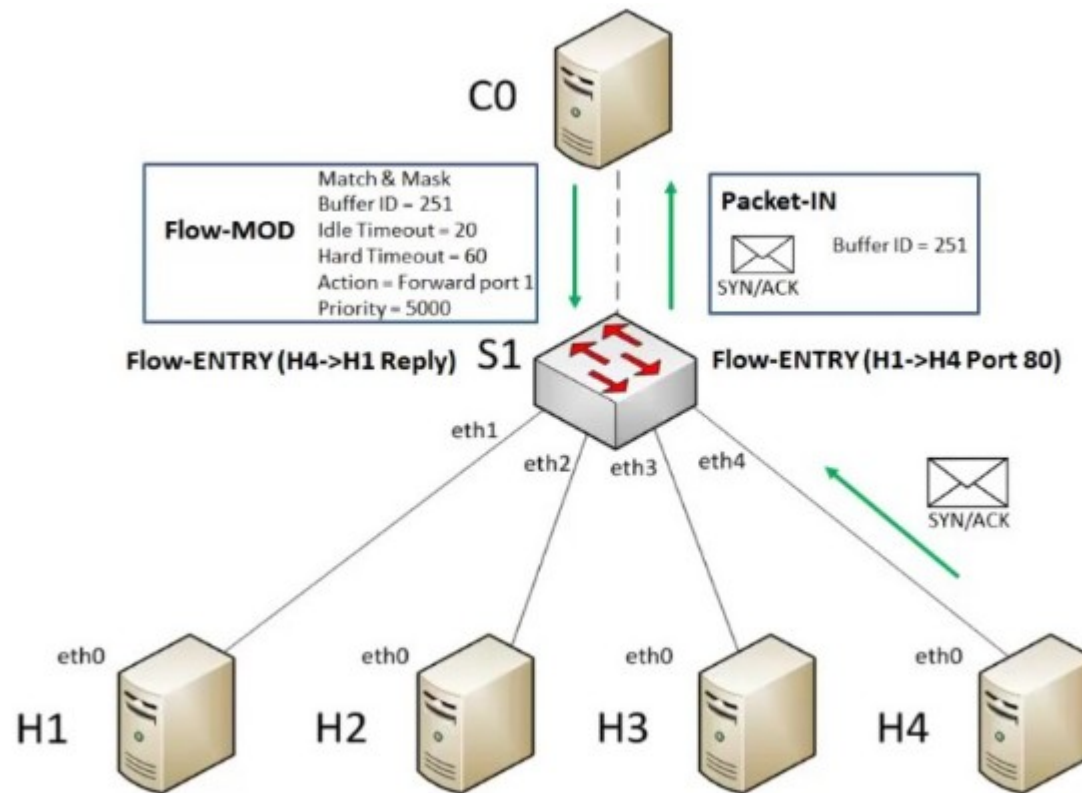 C0
Flow-MOD
Match & Mask
Buffer ID = 251
Idle Timeout = 20
Hard Timeout = 60
Action = Forward port 1
Priority = 5000
Packet-IN
SYN/ACK
Buffer ID = 251
Flow-ENTRY (H4->H1 Reply)
S1
Flow-ENTRY (H1->H4 Port 80)
eth1
eth2
eth3
eth4
SYN/ACK
eth0
H1
eth0
H2
eth0
H3
eth0
H4